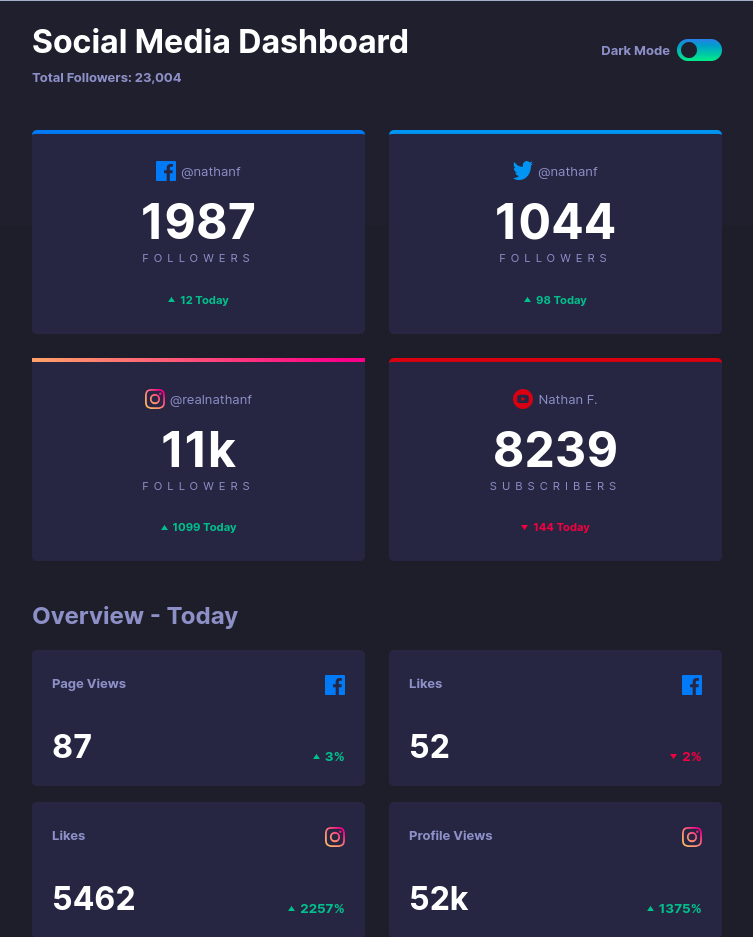 Social Media Dashboard
Total Followers: 23,004
Dark Mode
@nathanf
1987
FOLLOWERS
12 Today
@nathanf
1044
FOLLOWERS
98 Today
@realnathanf
11k
FOLLOWERS
1099 Today
Nathan F.
8239
SUBSCRIBERS
144 Today
Overview - Today
Page Views
87
3%
Likes
52
2%
Likes
5462
2257%
Profile Views
52k
1375%